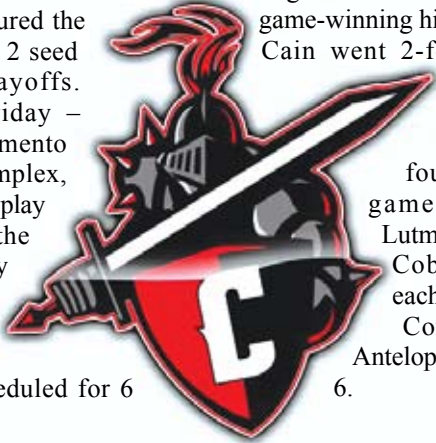 ured the
2 seed
ayoffs.
iday –
mento
mplex,
play
the
y
eduled for 6
game-winning hi
Cain went 2-f
fou
game
Lutm
Cob
each
Co
Antelop
6.
C